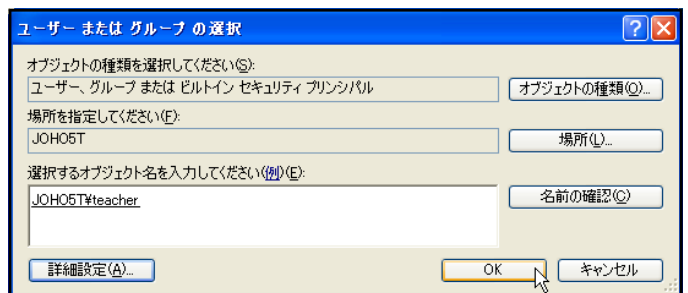 ユーザー または グループ の選択
オブジェクトの種類を選択してください(S):
ユーザー、グループ または ビルトイン セキュリティ プリンシパル
オブジェクトの種類(O)...
場所を指定してください(F):
JOHO5T
場所(L)...
選択するオブジェクト名を入力してください(例)(E):
JOHO5T¥teacher
名前の確認(C)
詳細設定(A)...
OK
キャンセル